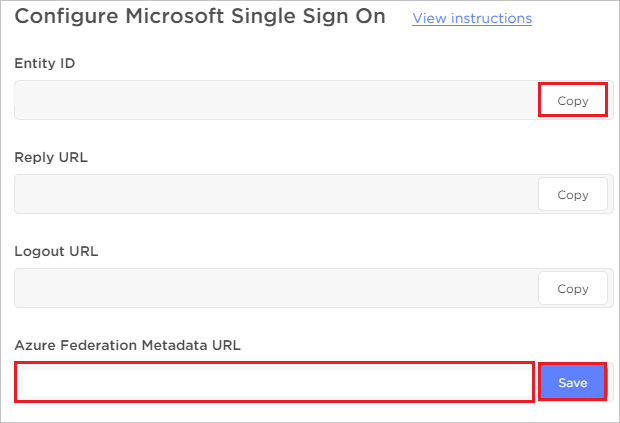 Configure Microsoft Single Sign On View instructions
Entity ID
Copy
Reply URL
Copy
Logout URL
Copy
Azure Federation Metadata URL
Save